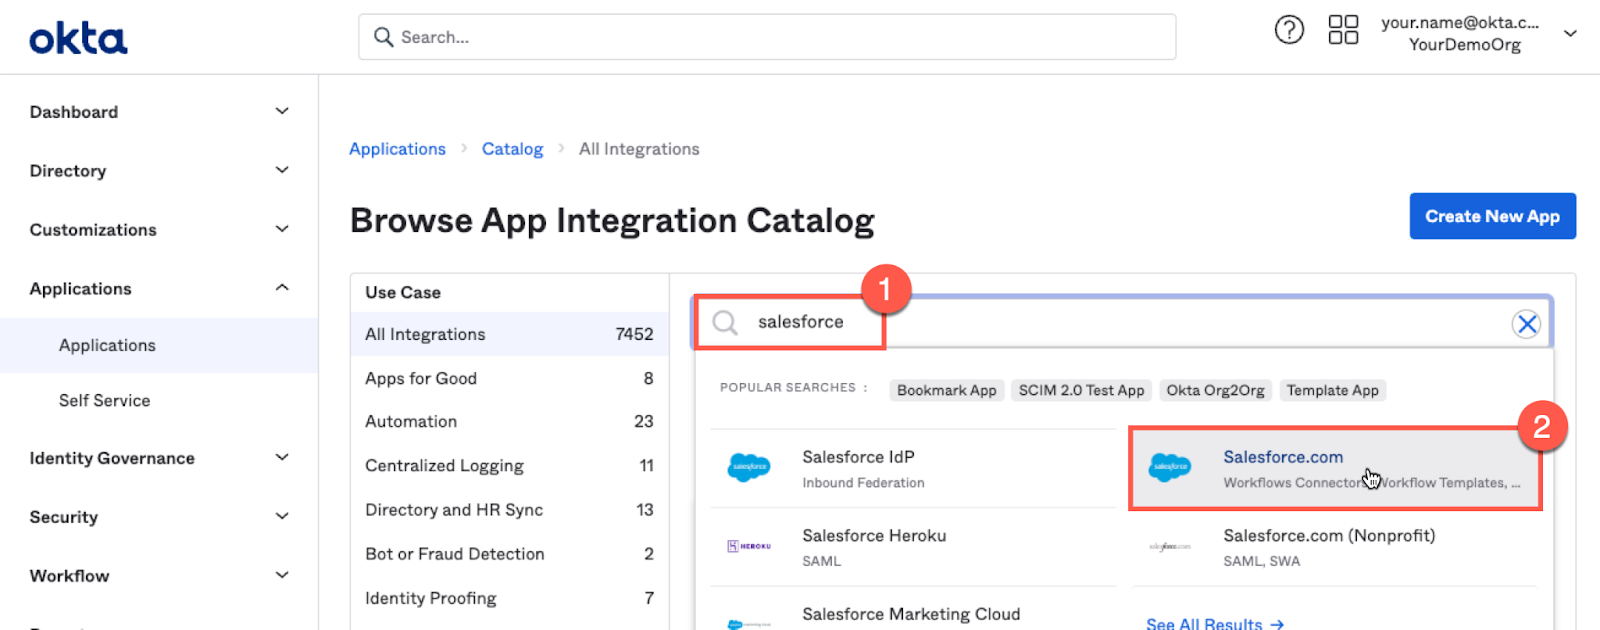 okta
Search...
your.name@okta.c...
YourDemoOrg
Dashboard
Directory
Customizations
Applications
Applications
Self Service
Identity Governance
Security
Workflow
Applications > Catalog > All Integrations
Browse App Integration Catalog
Create New App
Use Case
All Integrations 7452
Apps for Good 8
Automation 23
Centralized Logging 11
Directory and HR Sync 13
Bot or Fraud Detection 2
Identity Proofing 7
1
salesforce
POPULAR SEARCHES : Bookmark App SCIM 2.0 Test App Okta Org2Org Template App
2
salesforce
Salesforce IdP
Inbound Federation
salesforce
Salesforce.com
Workflows Connectors, Workflow Templates, ...
HEROKU
Salesforce Heroku
SAML
salesforce.com
Salesforce.com (Nonprofit)
SAML, SWA
Salesforce Marketing Cloud
See All Results →